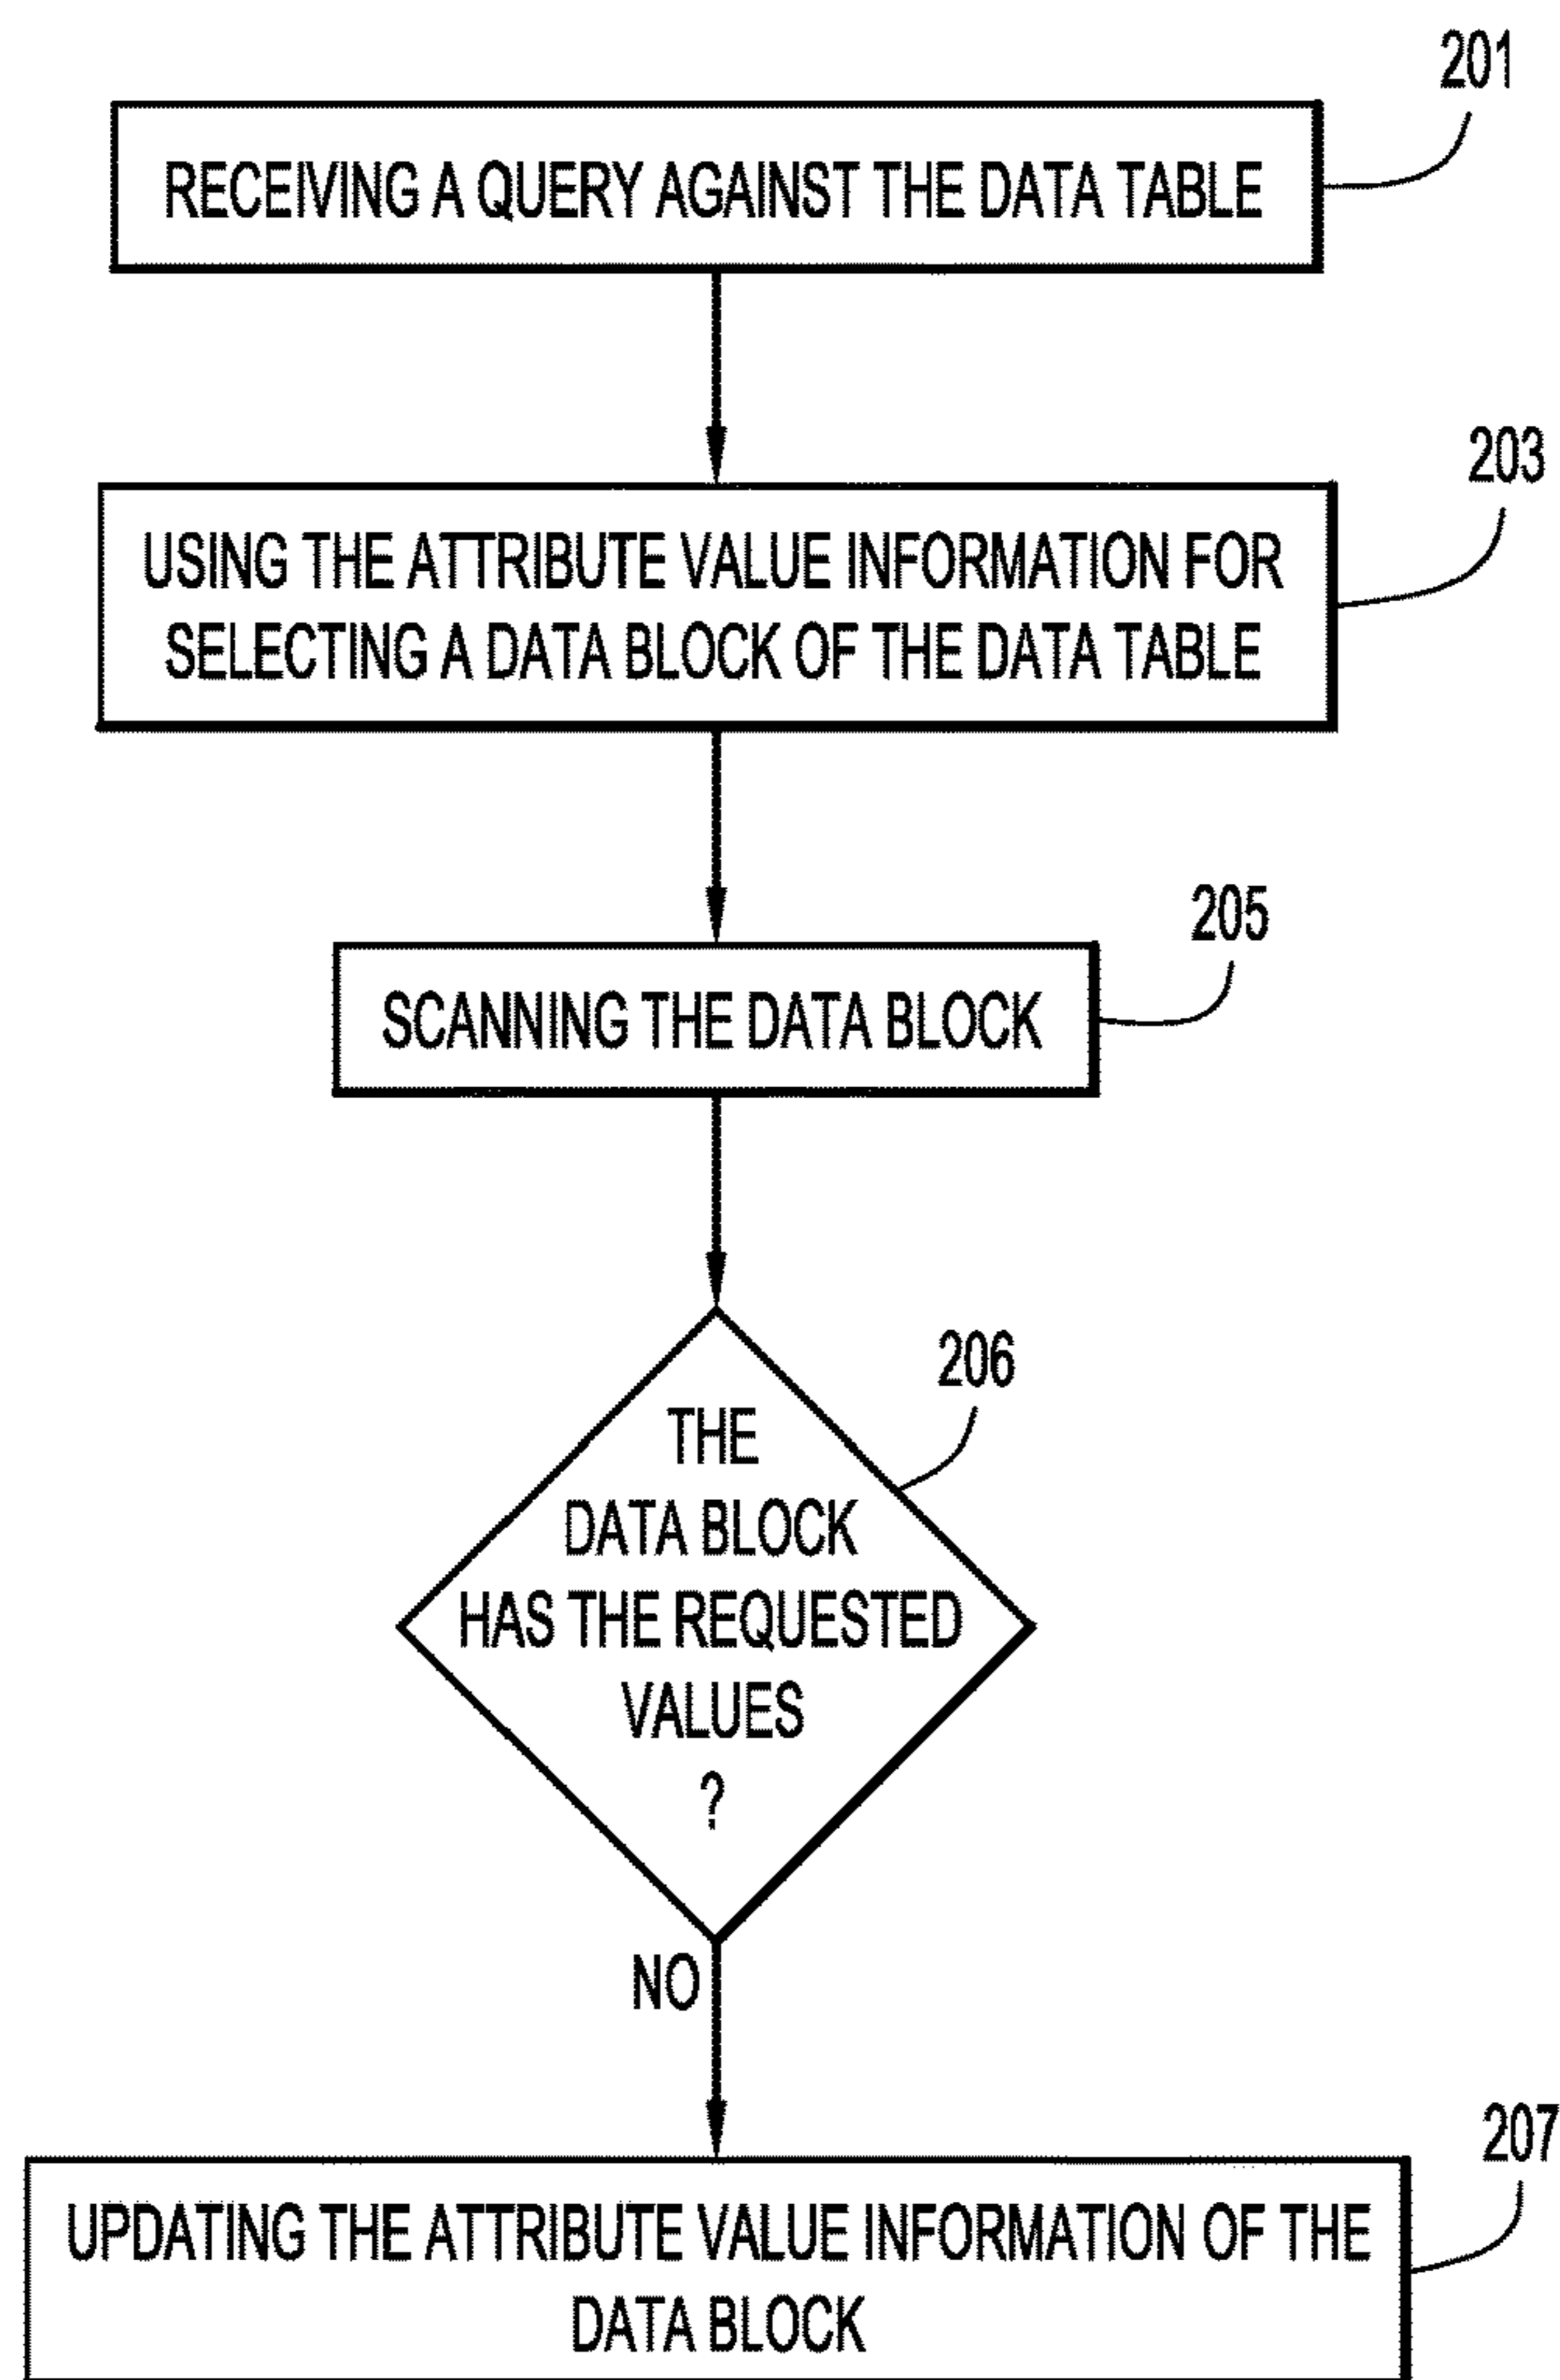 201
RECEIVING A QUERY AGAINST THE DATA TABLE
203
USING THE ATTRIBUTE VALUE INFORMATION FOR
SELECTING A DATA BLOCK OF THE DATA TABLE
205
SCANNING THE DATA BLOCK
206
THE
DATA BLOCK
HAS THE REQUESTED
VALUES
?
NO
207
UPDATING THE ATTRIBUTE VALUE INFORMATION OF THE
DATA BLOCK